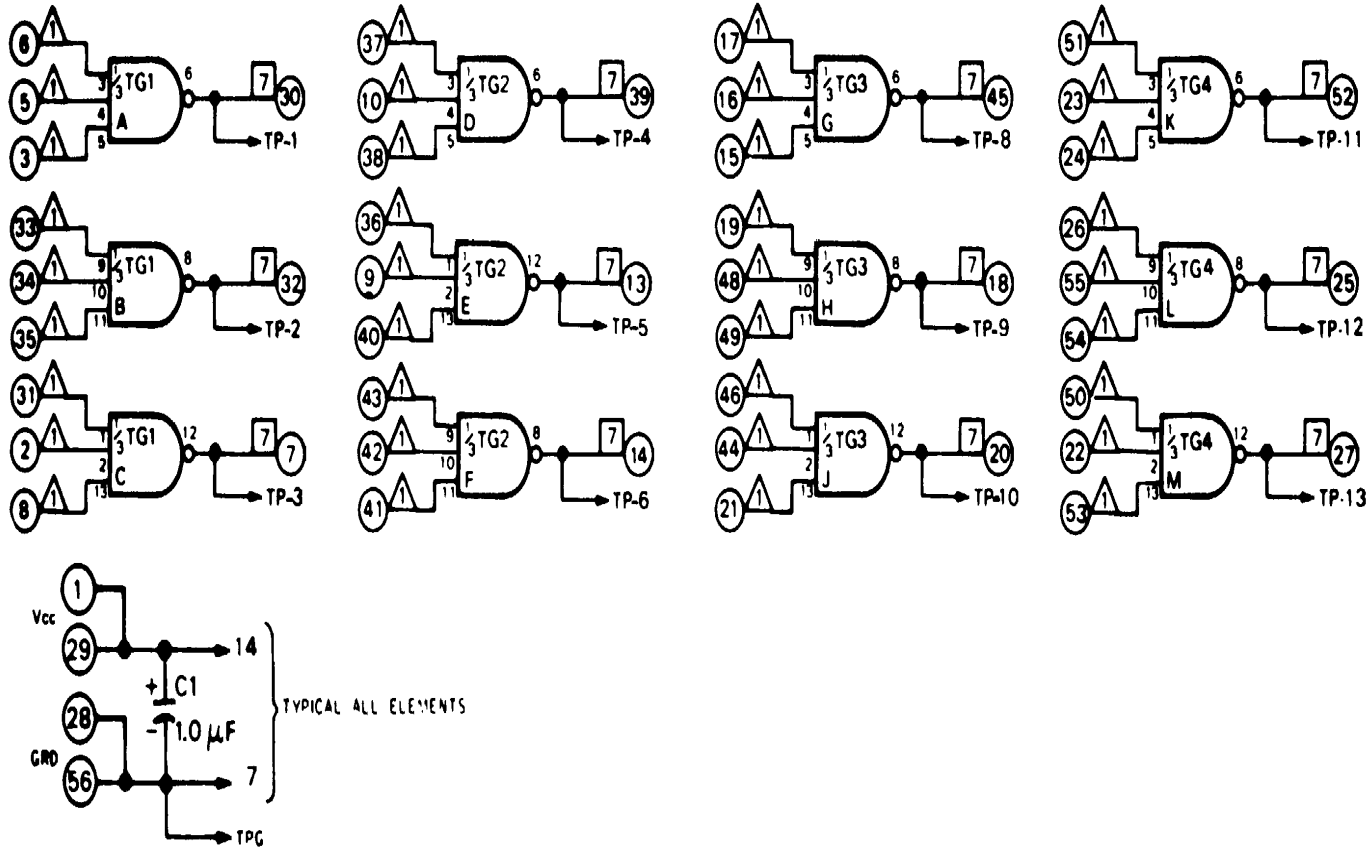 6 1 37 1 17 1 51 1
3 1/3 TG1 6 7 30 3 1/3 TG2 6 7 39 3 1/3 TG3 6 7 45 3 1/3 TG4 6 7 52
5 1 10 1 16 1 23 1
4 A 4 D 4 G 4 K
3 1 5 TP-1 38 1 5 TP-4 15 1 5 TP-8 24 1 5 TP-11
33 1 36 1 19 1 26 1
9 1/3 TG1 8 7 32 1 1/3 TG2 12 7 13 9 1/3 TG3 8 7 18 9 1/3 TG4 8 7 25
34 1 9 1 48 1 55 1
10 B 2 E 10 H 10 L
35 1 11 TP-2 40 1 13 TP-5 49 1 11 TP-9 54 1 11 TP-12
31 1 43 1 46 1 50 1
1 1/3 TG1 12 7 7 9 1/3 TG2 8 7 14 1 1/3 TG3 12 7 20 1 1/3 TG4 12 7 27
2 1 42 1 44 1 22 1
2 C 10 F 2 J 2 M
8 1 13 TP-3 41 1 11 TP-6 21 1 13 TP-10 53 1 13 TP-13
1
Vcc
29 14
+ C1
TYPICAL ALL ELEMENTS
28
- 1.0 µF
GRD
56 7
TPG